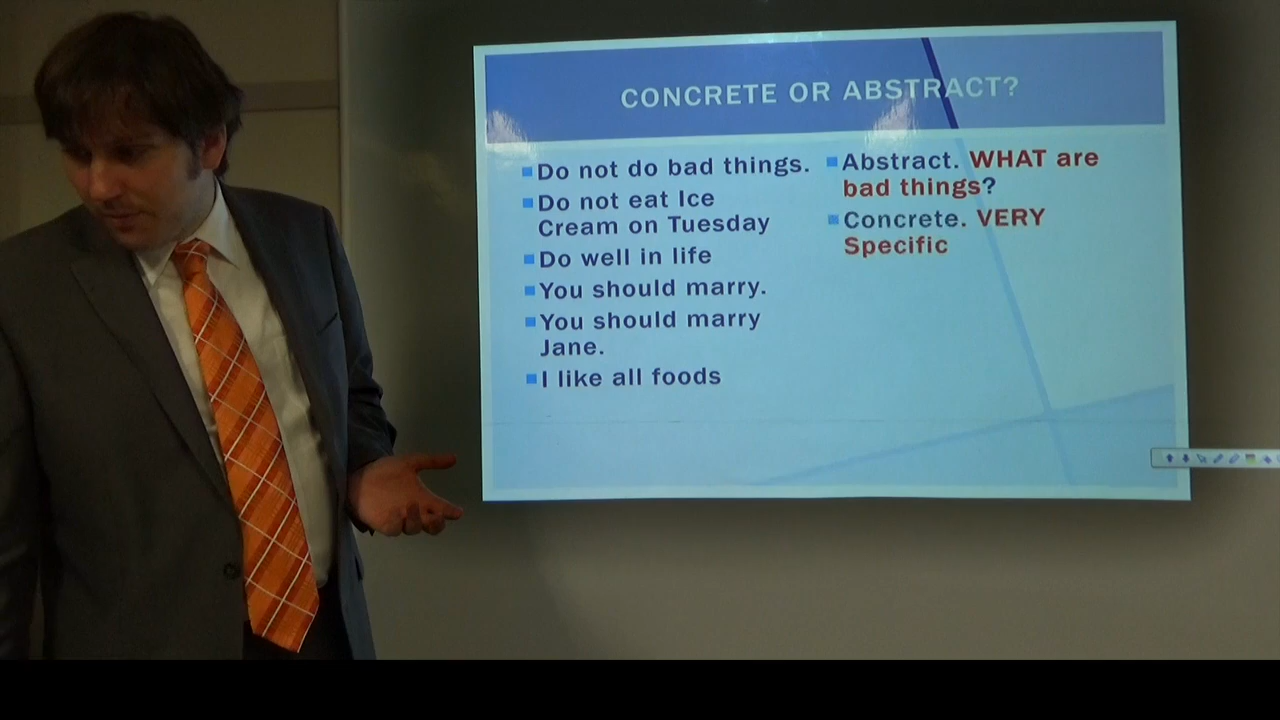 CONCRETE OR ABSTRACT?
Do not do bad things.
Do not eat Ice
Cream on Tuesday
Do well in life
You should marry.
You should marry
Jane.
I like all foods
Abstract. WHAT are
bad things?
Concrete. VERY
Specific